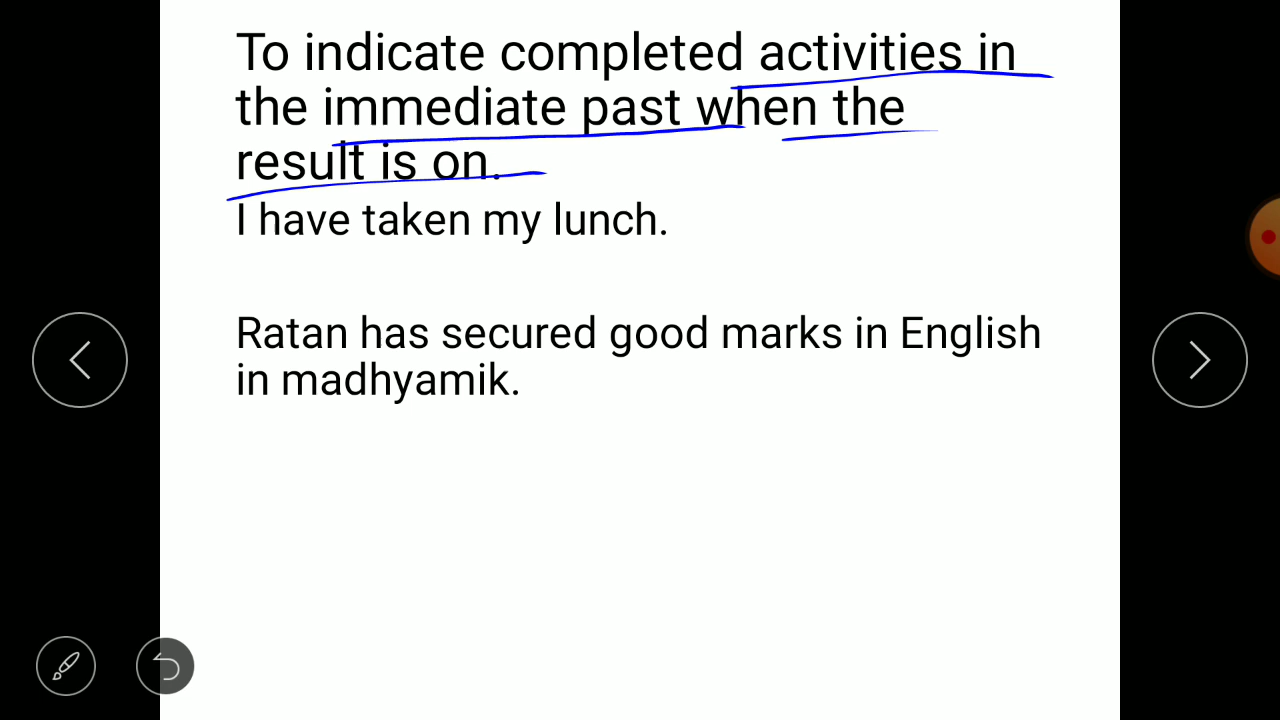 To indicate completed activities in
the immediate past when the
result is on.
I have taken my lunch.
Ratan has secured good marks in English
in madhyamik.